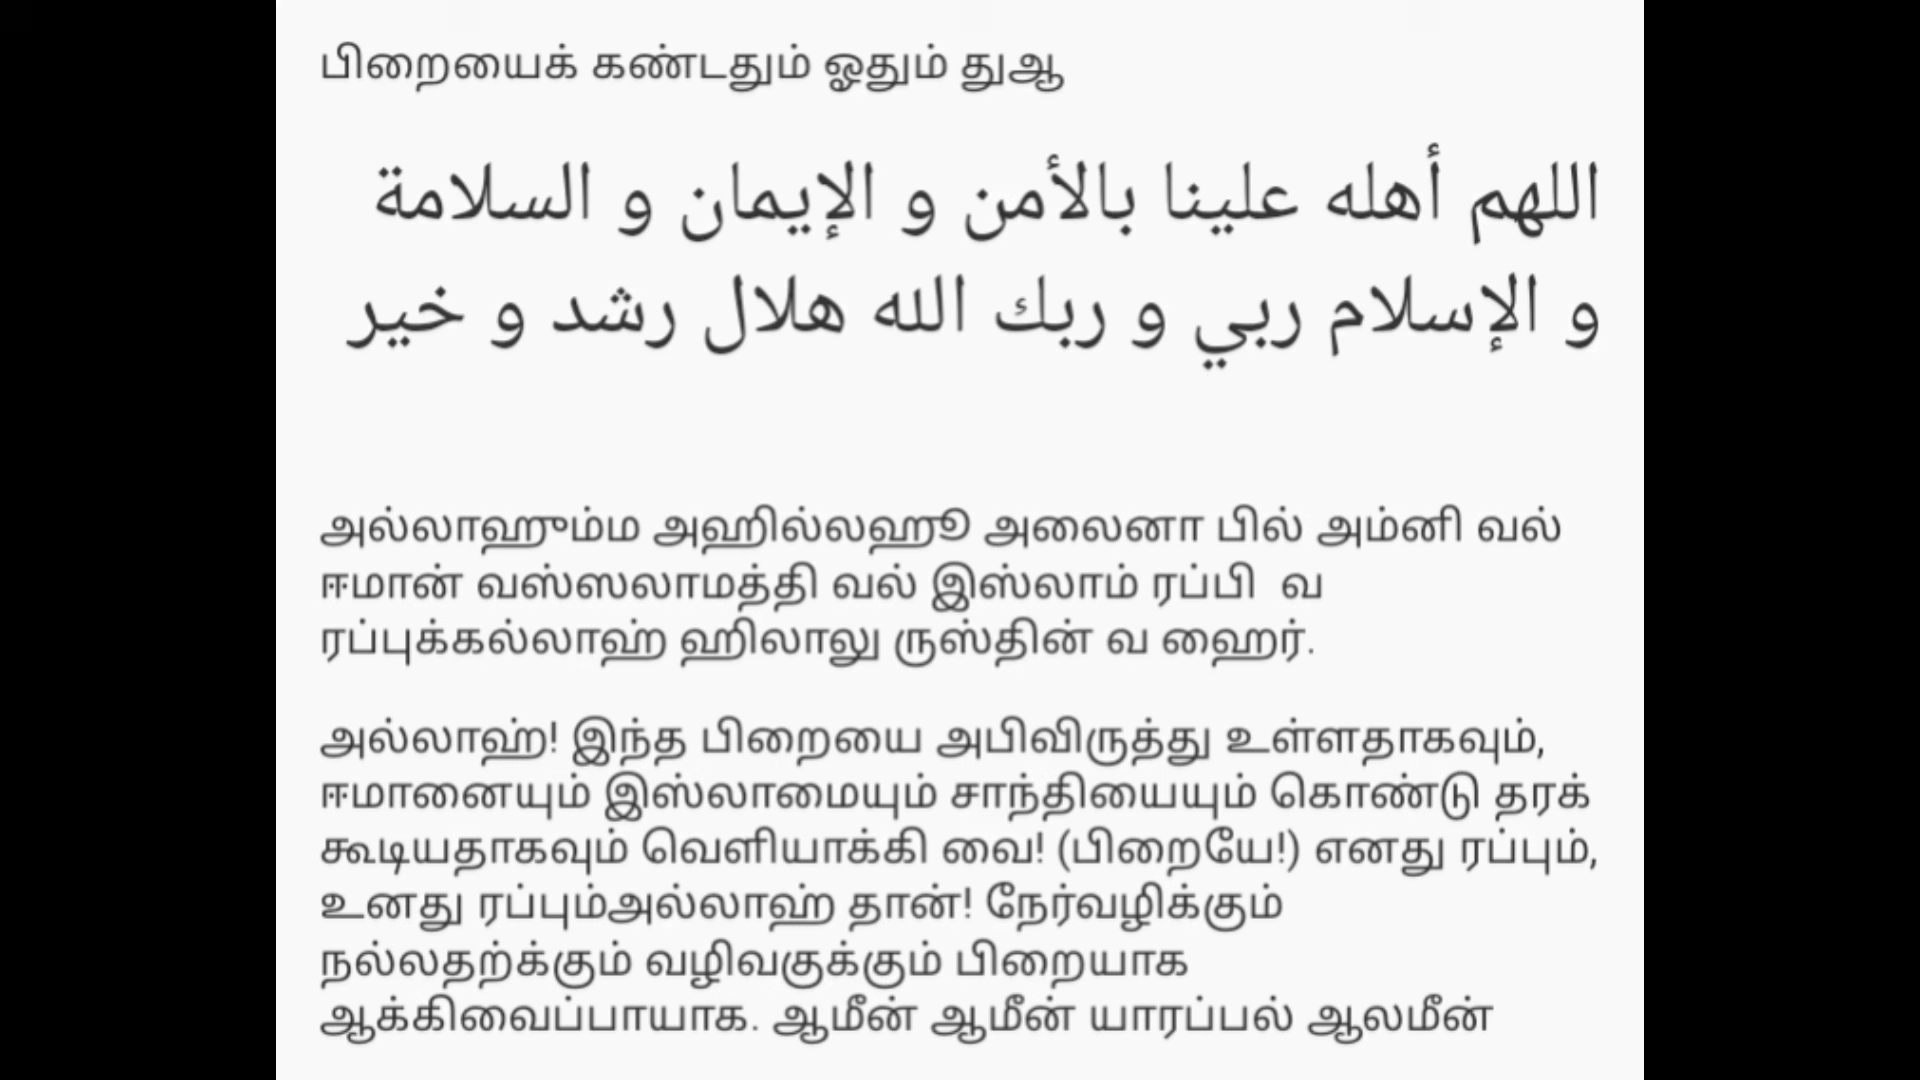 பிறையைக் கண்டதும் ஓதும் துஆ
اللهم أهله علينا بالأمن و الإيمان و السلامة
و الإسلام ربي و ربك الله هلال رشد و خير
அல்லாஹும்ம அஹில்லஹூ அலைனா பில் அம்னி வல்
ஈமான் வஸ்ஸலாமத்தி வல் இஸ்லாம் ரப்பி வ
ரப்புக்கல்லாஹ் ஹிலாலு ருஸ்தின் வ ஹைர்.
அல்லாஹ்! இந்த பிறையை அபிவிருத்து உள்ளதாகவும்,
ஈமானையும் இஸ்லாமையும் சாந்தியையும் கொண்டு தரக்
கூடியதாகவும் வெளியாக்கி வை! (பிறையே!) எனது ரப்பும்,
உனது ரப்பும்அல்லாஹ் தான்! நேர்வழிக்கும்
நல்லதற்க்கும் வழிவகுக்கும் பிறையாக
ஆக்கிவைப்பாயாக. ஆமீன் ஆமீன் யாரப்பல் ஆலமீன்